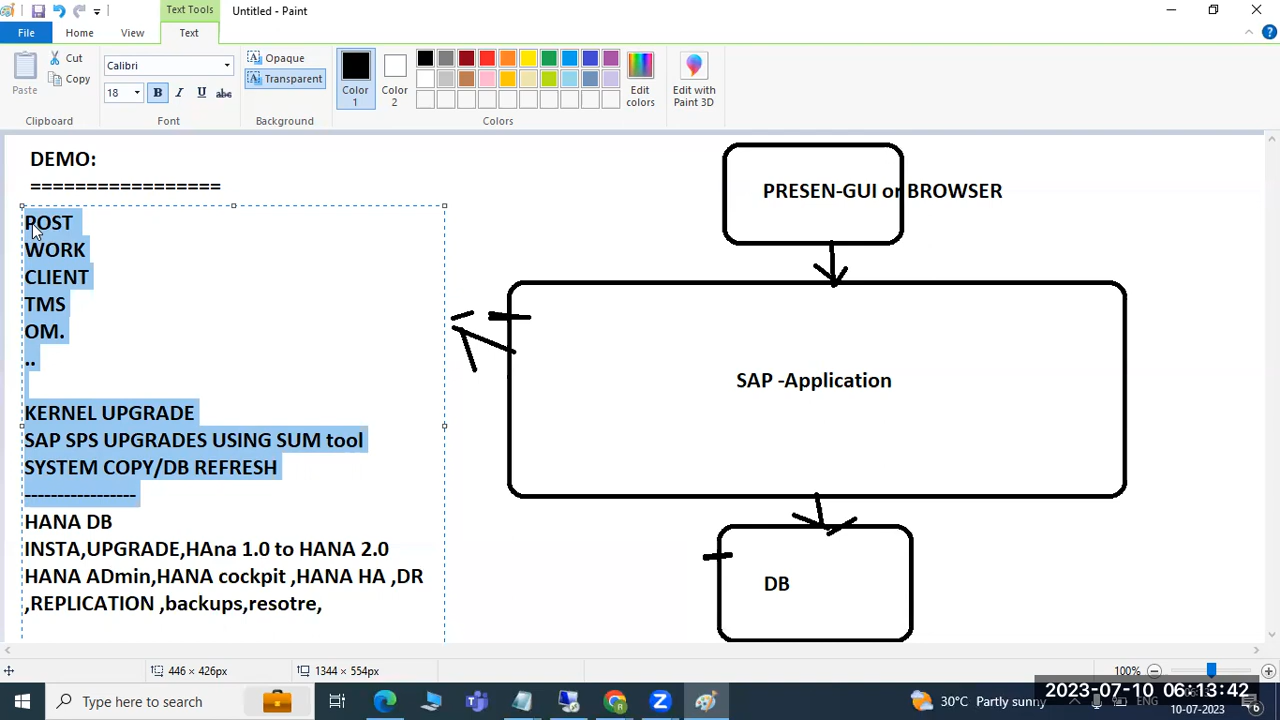 Text Tools
Untitled - Paint
File
Home
View
Text
Paste
Cut
Copy
Clipboard
Calibri
18
B
I
U
abc
Font
Opaque
Transparent
Background
Color 1
Color 2
Edit colors
Edit with Paint 3D
Colors
DEMO:
=================
POST
WORK
CLIENT
TMS
OM.
..
KERNEL UPGRADE
SAP SPS UPGRADES USING SUM tool
SYSTEM COPY/DB REFRESH
-----------------
HANA DB
INSTA,UPGRADE,HAna 1.0 to HANA 2.0
HANA ADmin,HANA cockpit ,HANA HA ,DR
,REPLICATION ,backups,resotre,
PRESEN-GUI or BROWSER
SAP -Application
DB
446 × 426px
1344 × 554px
100%
Type here to search
30°C Partly sunny
ENG
2023-07-10 06:13:42
10-07-2023
6